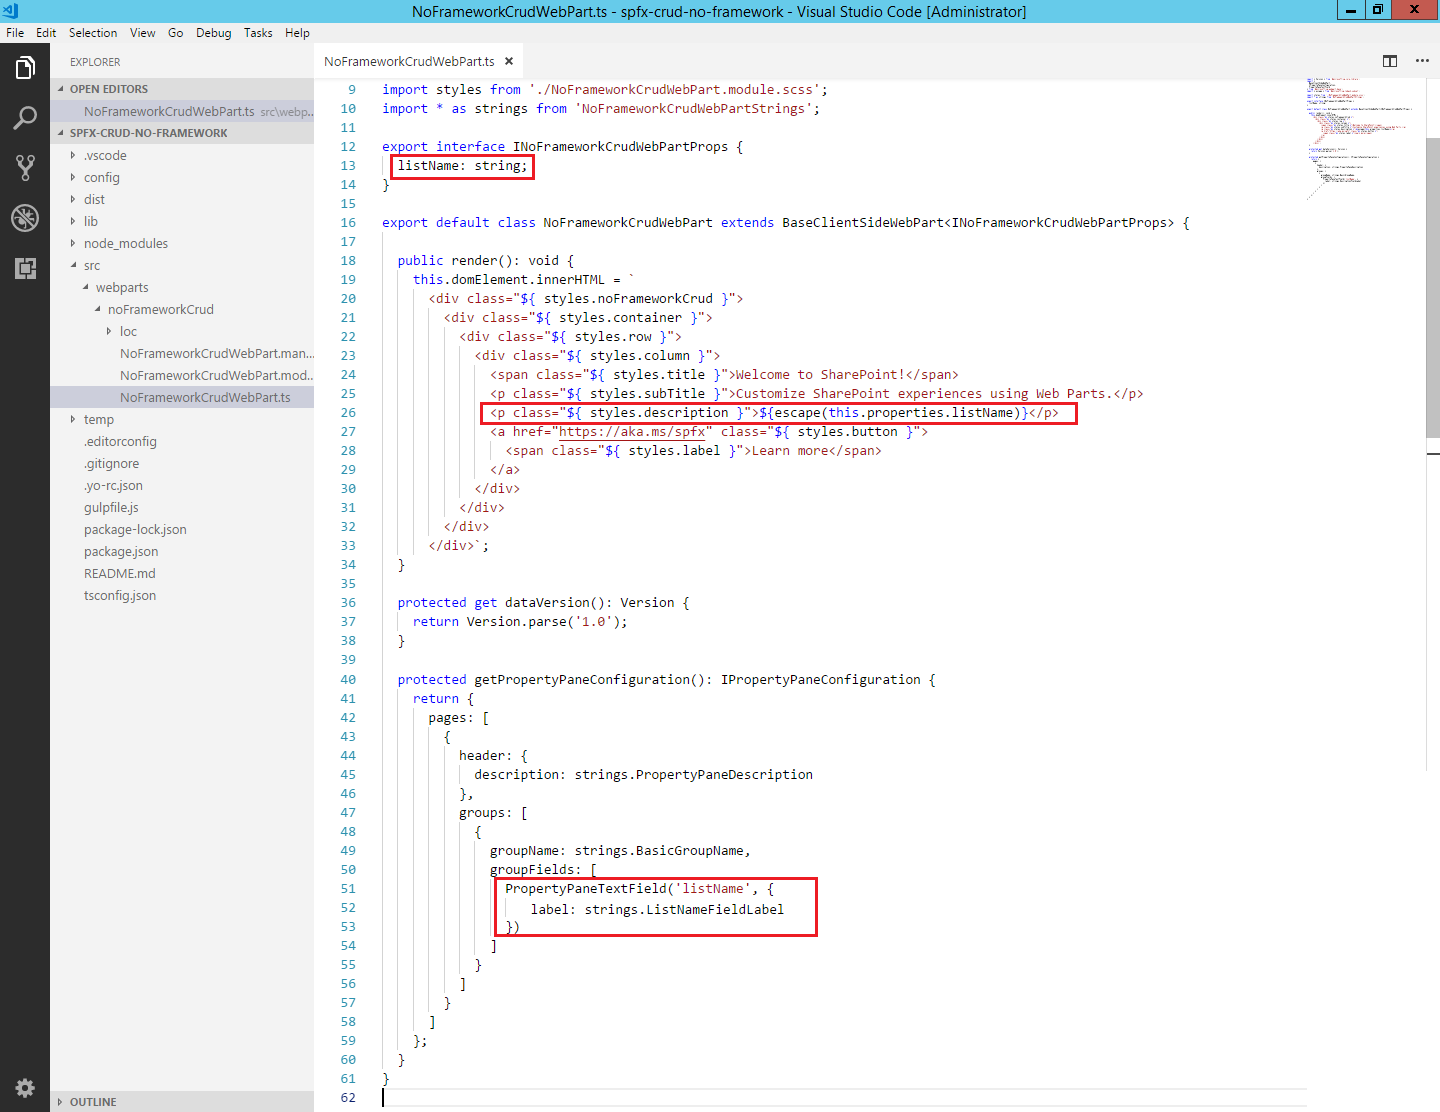 NoFrameworkCrudWebPart.ts - spfx-crud-no-framework - Visual Studio Code [Administrator]
File Edit Selection View Go Debug Tasks Help
EXPLORER
OPEN EDITORS
NoFrameworkCrudWebPart.ts src\webp...
SPFX-CRUD-NO-FRAMEWORK
.vscode
config
dist
lib
node_modules
src
webparts
noFrameworkCrud
loc
NoFrameworkCrudWebPart.man...
NoFrameworkCrudWebPart.mod...
NoFrameworkCrudWebPart.ts
temp
.editorconfig
.gitignore
.yo-rc.json
gulpfile.js
package-lock.json
package.json
README.md
tsconfig.json
OUTLINE
NoFrameworkCrudWebPart.ts
9 import styles from './NoFrameworkCrudWebPart.module.scss';
10 import * as strings from 'NoFrameworkCrudWebPartStrings';
11
12 export interface INoFrameworkCrudWebPartProps {
13 listName: string;
14 }
15
16 export default class NoFrameworkCrudWebPart extends BaseClientSideWebPart<INoFrameworkCrudWebPartProps> {
17
18 public render(): void {
19 this.domElement.innerHTML = `
20 <div class="${ styles.noFrameworkCrud }">
21 <div class="${ styles.container }">
22 <div class="${ styles.row }">
23 <div class="${ styles.column }">
24 <span class="${ styles.title }">Welcome to SharePoint!</span>
25 <p class="${ styles.subTitle }">Customize SharePoint experiences using Web Parts.</p>
26 <p class="${ styles.description }">${escape(this.properties.listName)}</p>
27 <a href="https://aka.ms/spfx" class="${ styles.button }">
28 <span class="${ styles.label }">Learn more</span>
29 </a>
30 </div>
31 </div>
32 </div>
33 </div>`;
34 }
35
36 protected get dataVersion(): Version {
37 return Version.parse('1.0');
38 }
39
40 protected getPropertyPaneConfiguration(): IPropertyPaneConfiguration {
41 return {
42 pages: [
43 {
44 header: {
45 description: strings.PropertyPaneDescription
46 },
47 groups: [
48 {
49 groupName: strings.BasicGroupName,
50 groupFields: [
51 PropertyPaneTextField('listName', {
52 label: strings.ListNameFieldLabel
53 })
54 ]
55 }
56 ]
57 }
58 ]
59 };
60 }
61 }
62